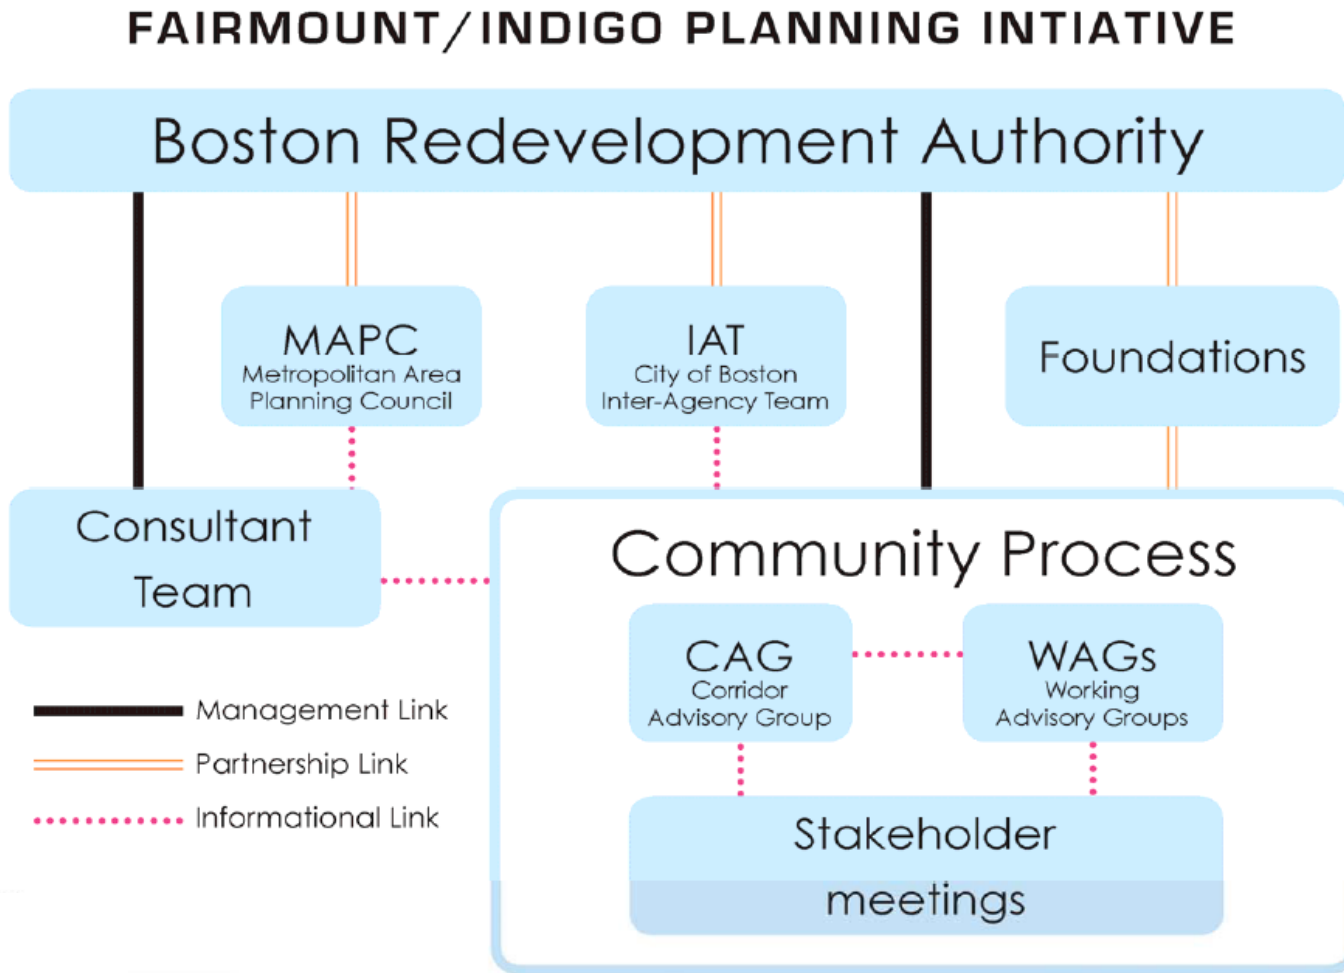 FAIRMOUNT/INDIGO PLANNING INTIATIVE
Boston Redevelopment Authority
MAPC
Metropolitan Area
Planning Council
IAT
City of Boston
Inter-Agency Team
Foundations
Consultant
Team
Community Process
CAG
Corridor
Advisory Group
WAGs
Working
Advisory Groups
Stakeholder
meetings
Management Link
Partnership Link
Informational Link